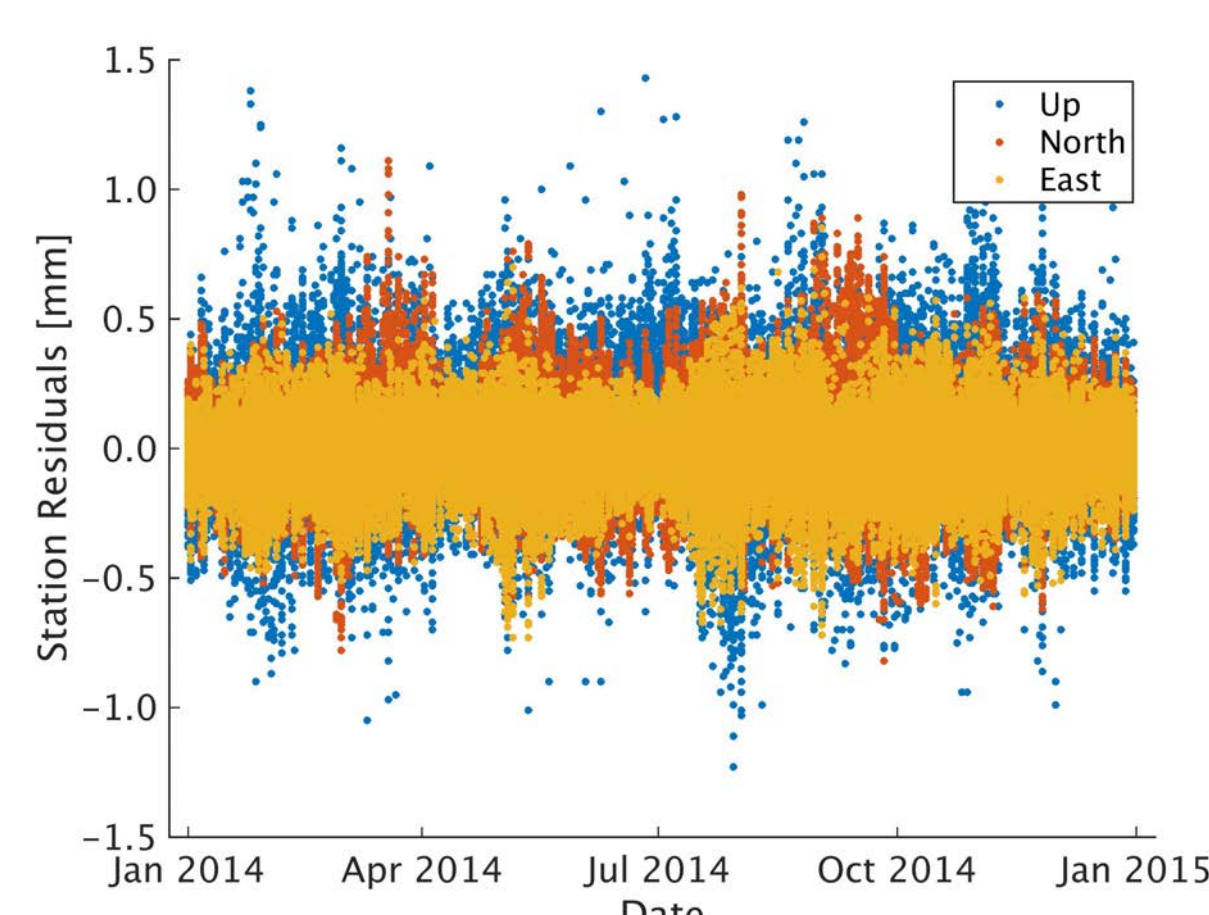 1.5
Up
North
East
1.0
0.5
0.0
−0.5
−1.0
−1.5
Station Residuals [mm]
Jan 2014 Apr 2014 Jul 2014 Oct 2014 Jan 2015
Date